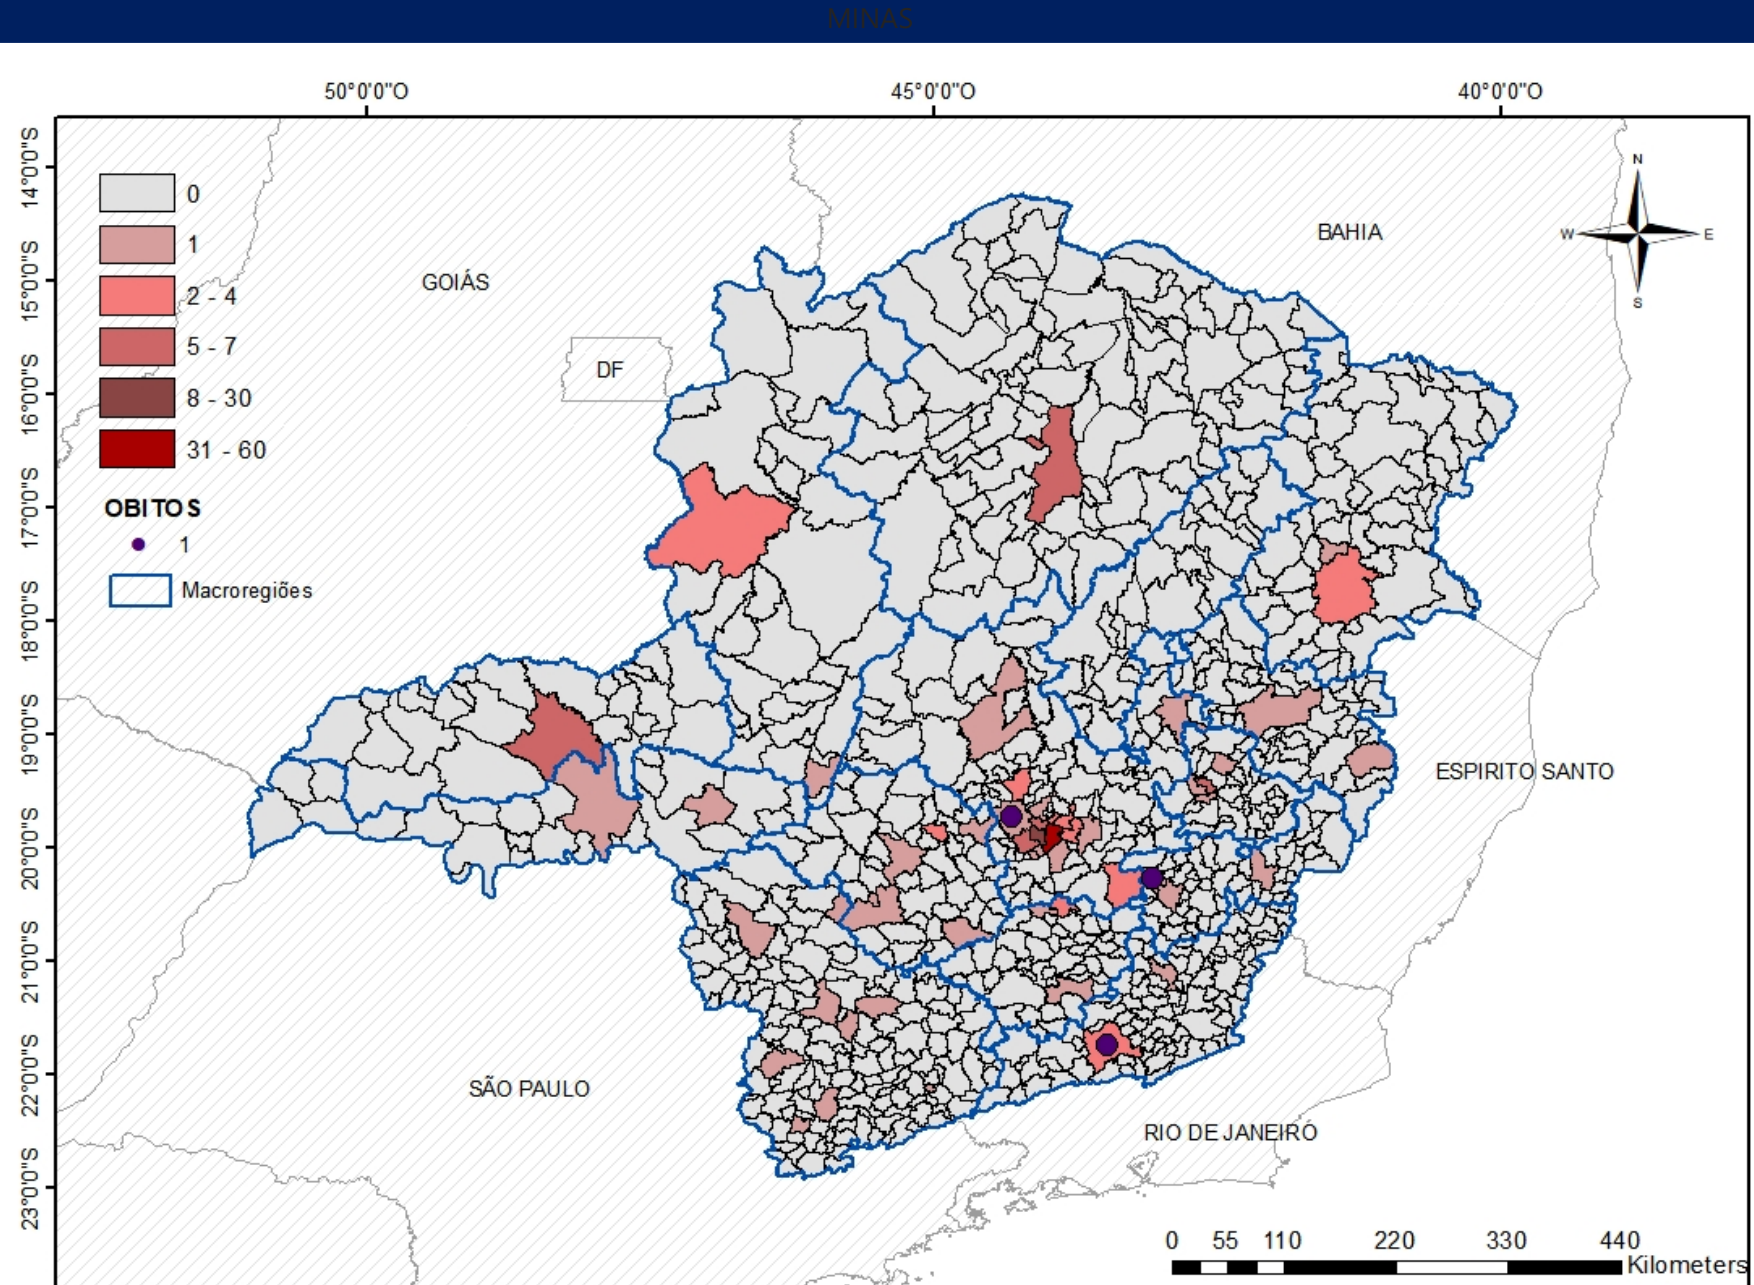 MINAS
50°0'0"O 45°0'0"O 40°0'0"O
14°0'0"S
15°0'0"S
16°0'0"S
17°0'0"S
18°0'0"S
19°0'0"S
20°0'0"S
21°0'0"S
22°0'0"S
23°0'0"S
0
1
2 - 4
5 - 7
8 - 30
31 - 60
OBITOS
1
Macroregiões
N
W E
S
BAHIA
GOIÁS
DF
ESPIRITO SANTO
SÃO PAULO
RIO DE JANEIRO
0 55 110 220 330 440
Kilometers